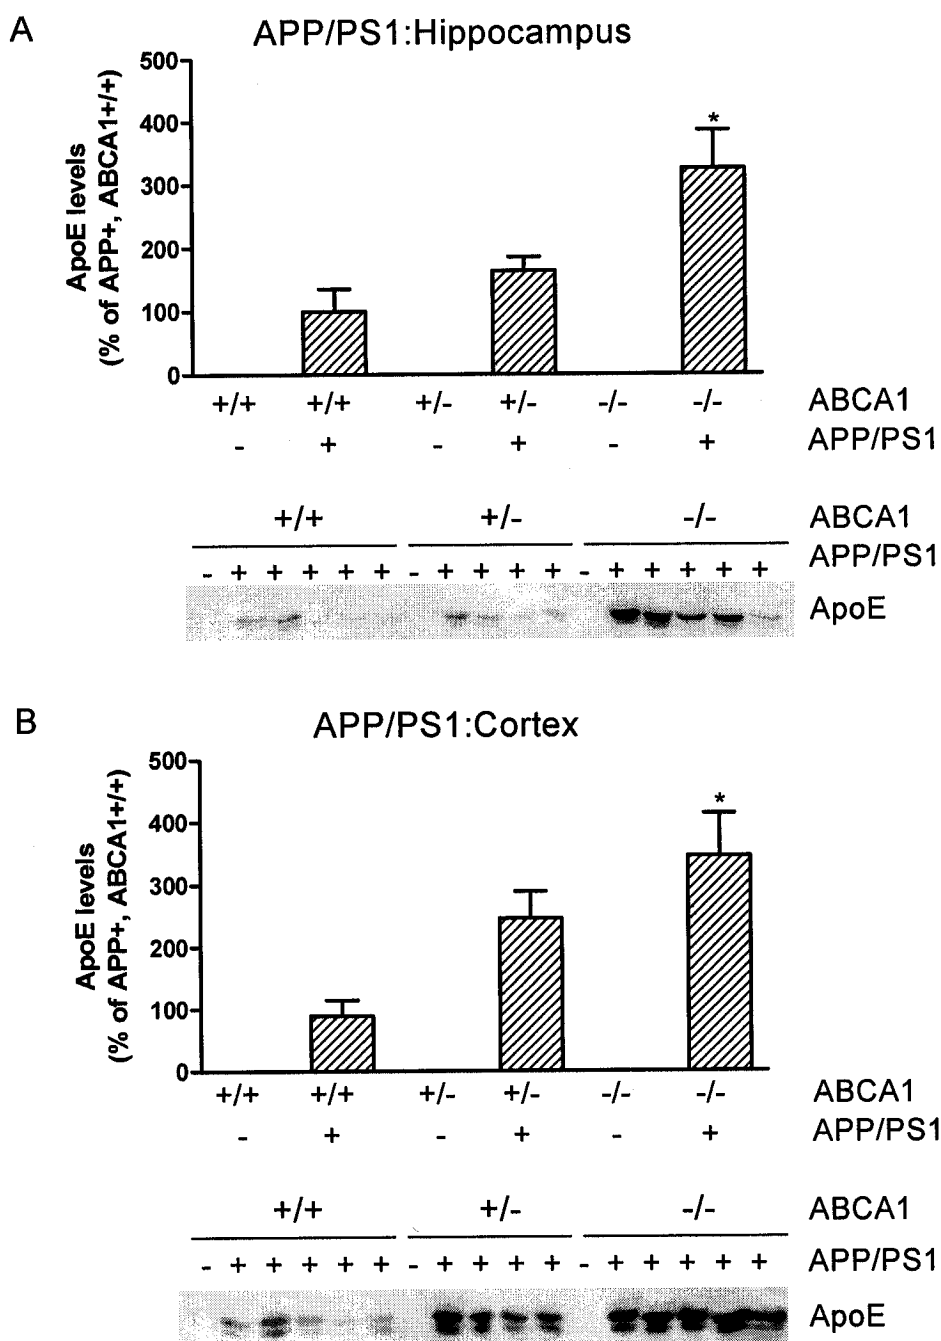 A
APP/PS1:Hippocampus
ApoE levels
(% of APP+, ABCA1+/+)
500
400
300
200
100
0
*
+/+ +/+ +/- +/- -/- -/- ABCA1
- + - + - + APP/PS1
+/+ +/- -/- ABCA1
APP/PS1
- + + + + + - + + + + - + + + + +
ApoE
B
APP/PS1:Cortex
ApoE levels
(% of APP+, ABCA1+/+)
500
400
300
200
100
0
*
+/+ +/+ +/- +/- -/- -/- ABCA1
- + - + - + APP/PS1
+/+ +/- -/- ABCA1
- + + + + + - + + + + - + + + + + APP/PS1
ApoE